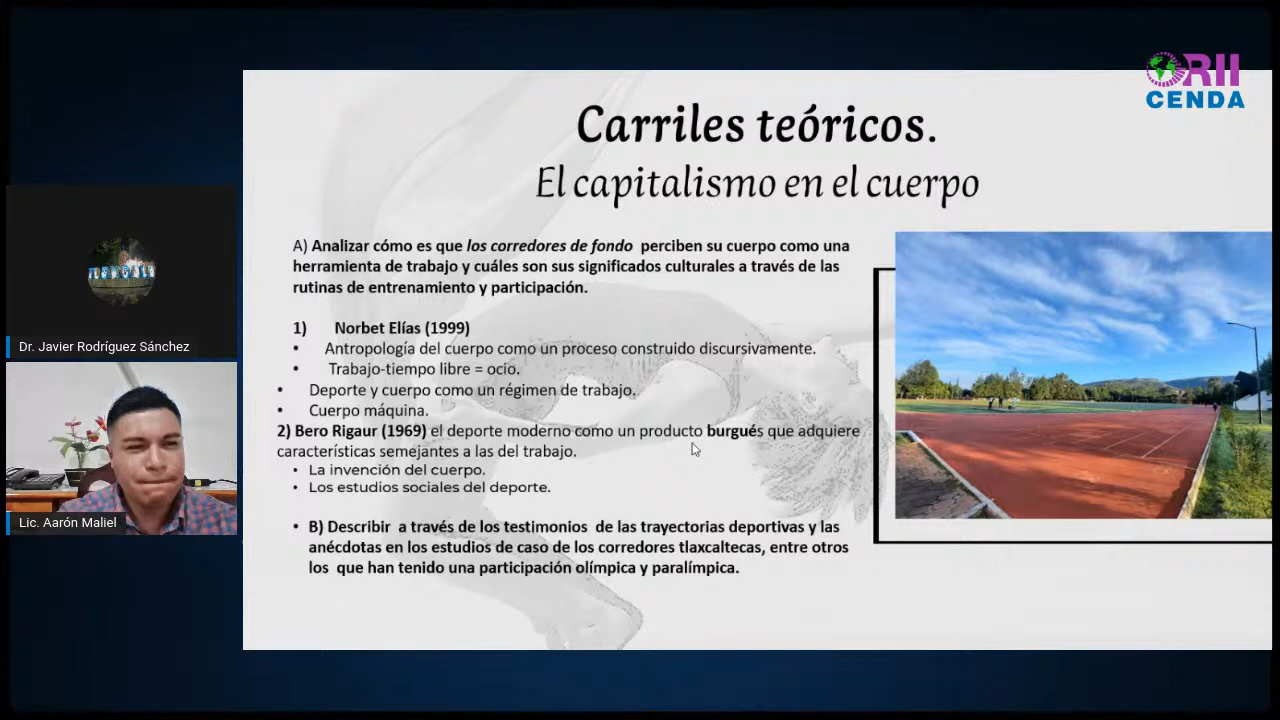 ORII
CENDA
Carriles teóricos.
El capitalismo en el cuerpo
A) Analizar cómo es que los corredores de fondo perciben su cuerpo como una
herramienta de trabajo y cuáles son sus significados culturales a través de las
rutinas de entrenamiento y participación.
1) Norbet Elías (1999)
• Antropología del cuerpo como un proceso construido discursivamente.
• Trabajo-tiempo libre = ocio.
• Deporte y cuerpo como un régimen de trabajo.
• Cuerpo máquina.
2) Bero Rigaur (1969) el deporte moderno como un producto burgués que adquiere
características semejantes a las del trabajo.
• La invención del cuerpo.
• Los estudios sociales del deporte.
• B) Describir a través de los testimonios de las trayectorias deportivas y las
anécdotas en los estudios de caso de los corredores tlaxcaltecas, entre otros
los que han tenido una participación olímpica y paralímpica.
Dr. Javier Rodríguez Sánchez
Lic. Aarón Maliel